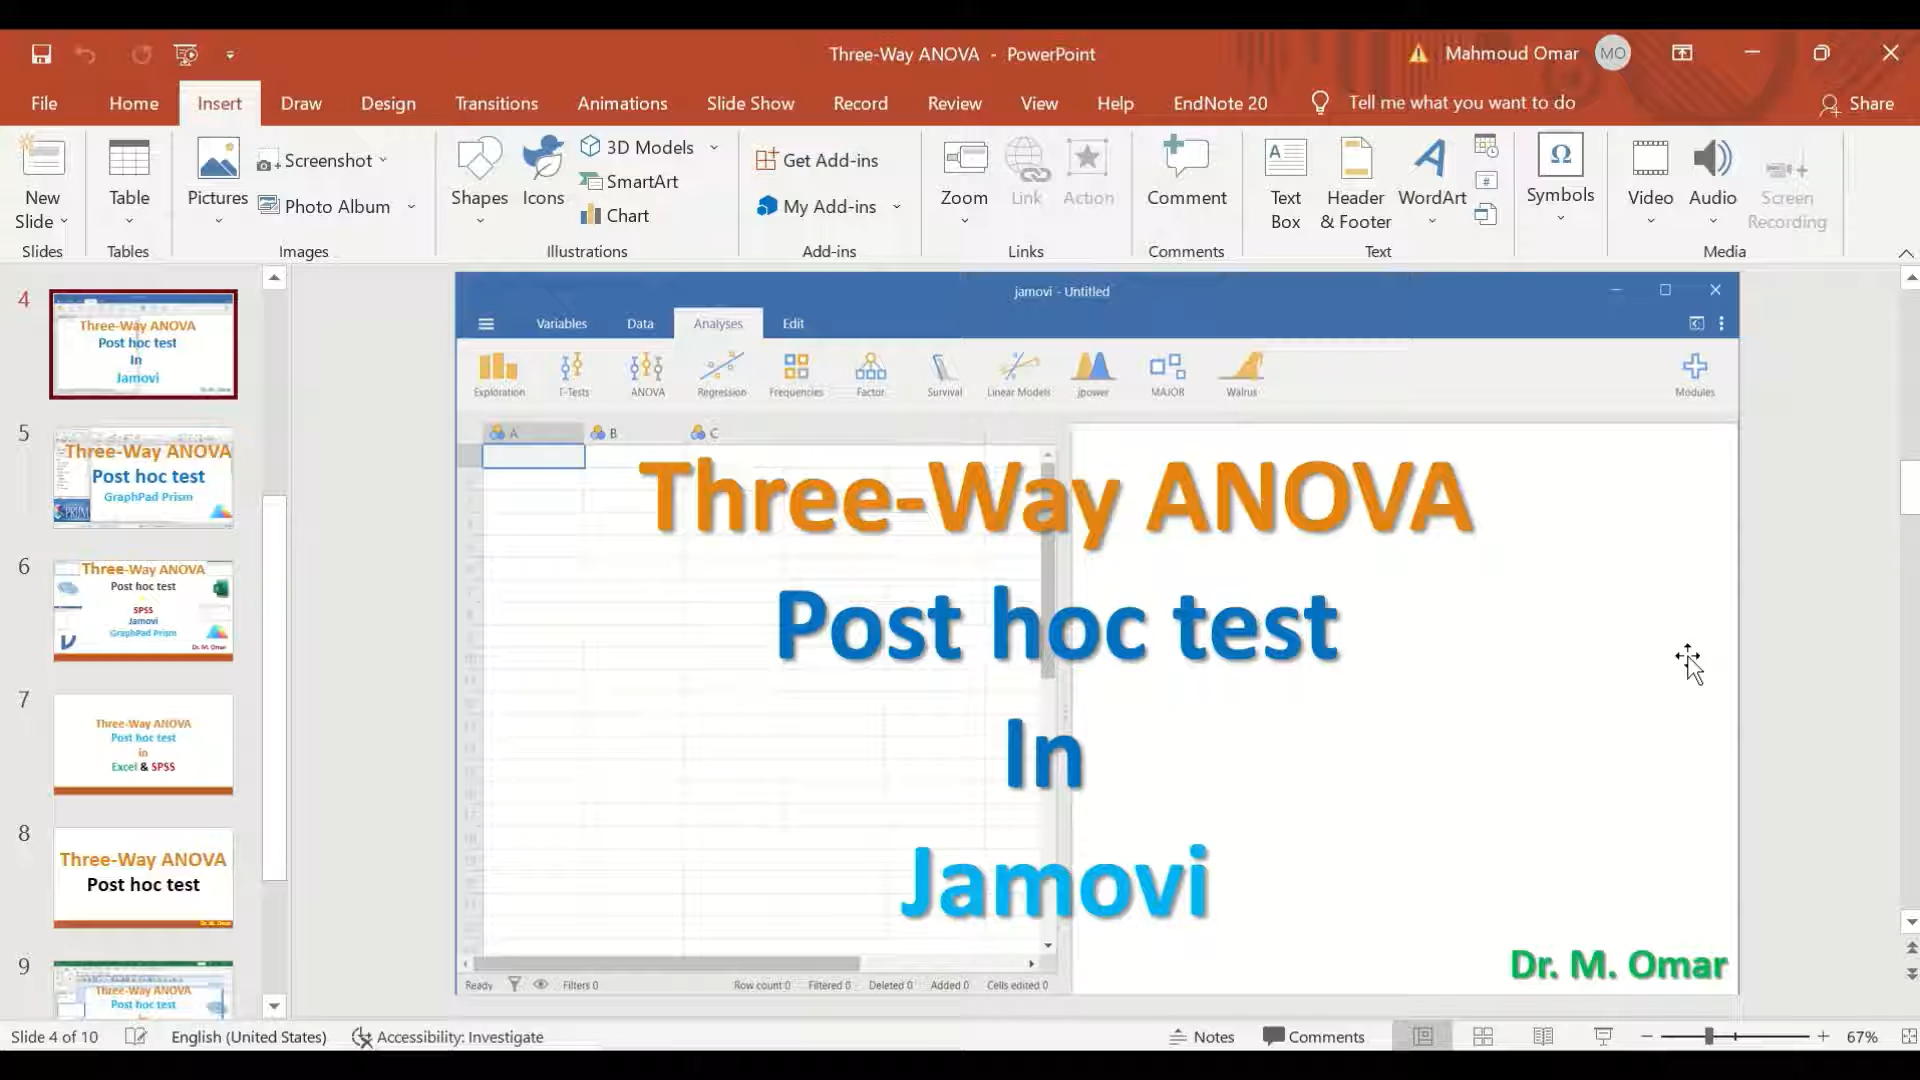 Three-Way ANOVA - PowerPoint
Mahmoud Omar
MO
File
Home
Insert
Draw
Design
Transitions
Animations
Slide Show
Record
Review
View
Help
EndNote 20
Tell me what you want to do
Share
New Slide
Table
Pictures
Screenshot
Photo Album
Shapes
Icons
3D Models
SmartArt
Chart
Get Add-ins
My Add-ins
Zoom
Link
Action
Comment
Text Box
Header & Footer
WordArt
Symbols
Video
Audio
Screen Recording
Slides
Tables
Images
Illustrations
Add-ins
Links
Comments
Text
Media
4
Three-Way ANOVA
Post hoc test
In
Jamovi
5
Three-Way ANOVA
Post hoc test
GraphPad Prism
6
Three-Way ANOVA
Post hoc test
SPSS
Jamovi
GraphPad Prism
Dr. M. Omar
7
Three-Way ANOVA
Post hoc test
in
Excel & SPSS
8
Three-Way ANOVA
Post hoc test
Dr. M. Omar
9
Three-Way ANOVA
Post hoc test
jamovi - Untitled
Variables
Data
Analyses
Edit
Exploration
T-Tests
ANOVA
Regression
Frequencies
Factor
Survival
Linear Models
jpower
MAJOR
Walrus
Modules
A
B
C
Three-Way ANOVA
Post hoc test
In
Jamovi
Dr. M. Omar
Ready
Filters 0
Row count 0
Filtered 0
Deleted 0
Added 0
Cells edited 0
Slide 4 of 10
English (United States)
Accessibility: Investigate
Notes
Comments
67%